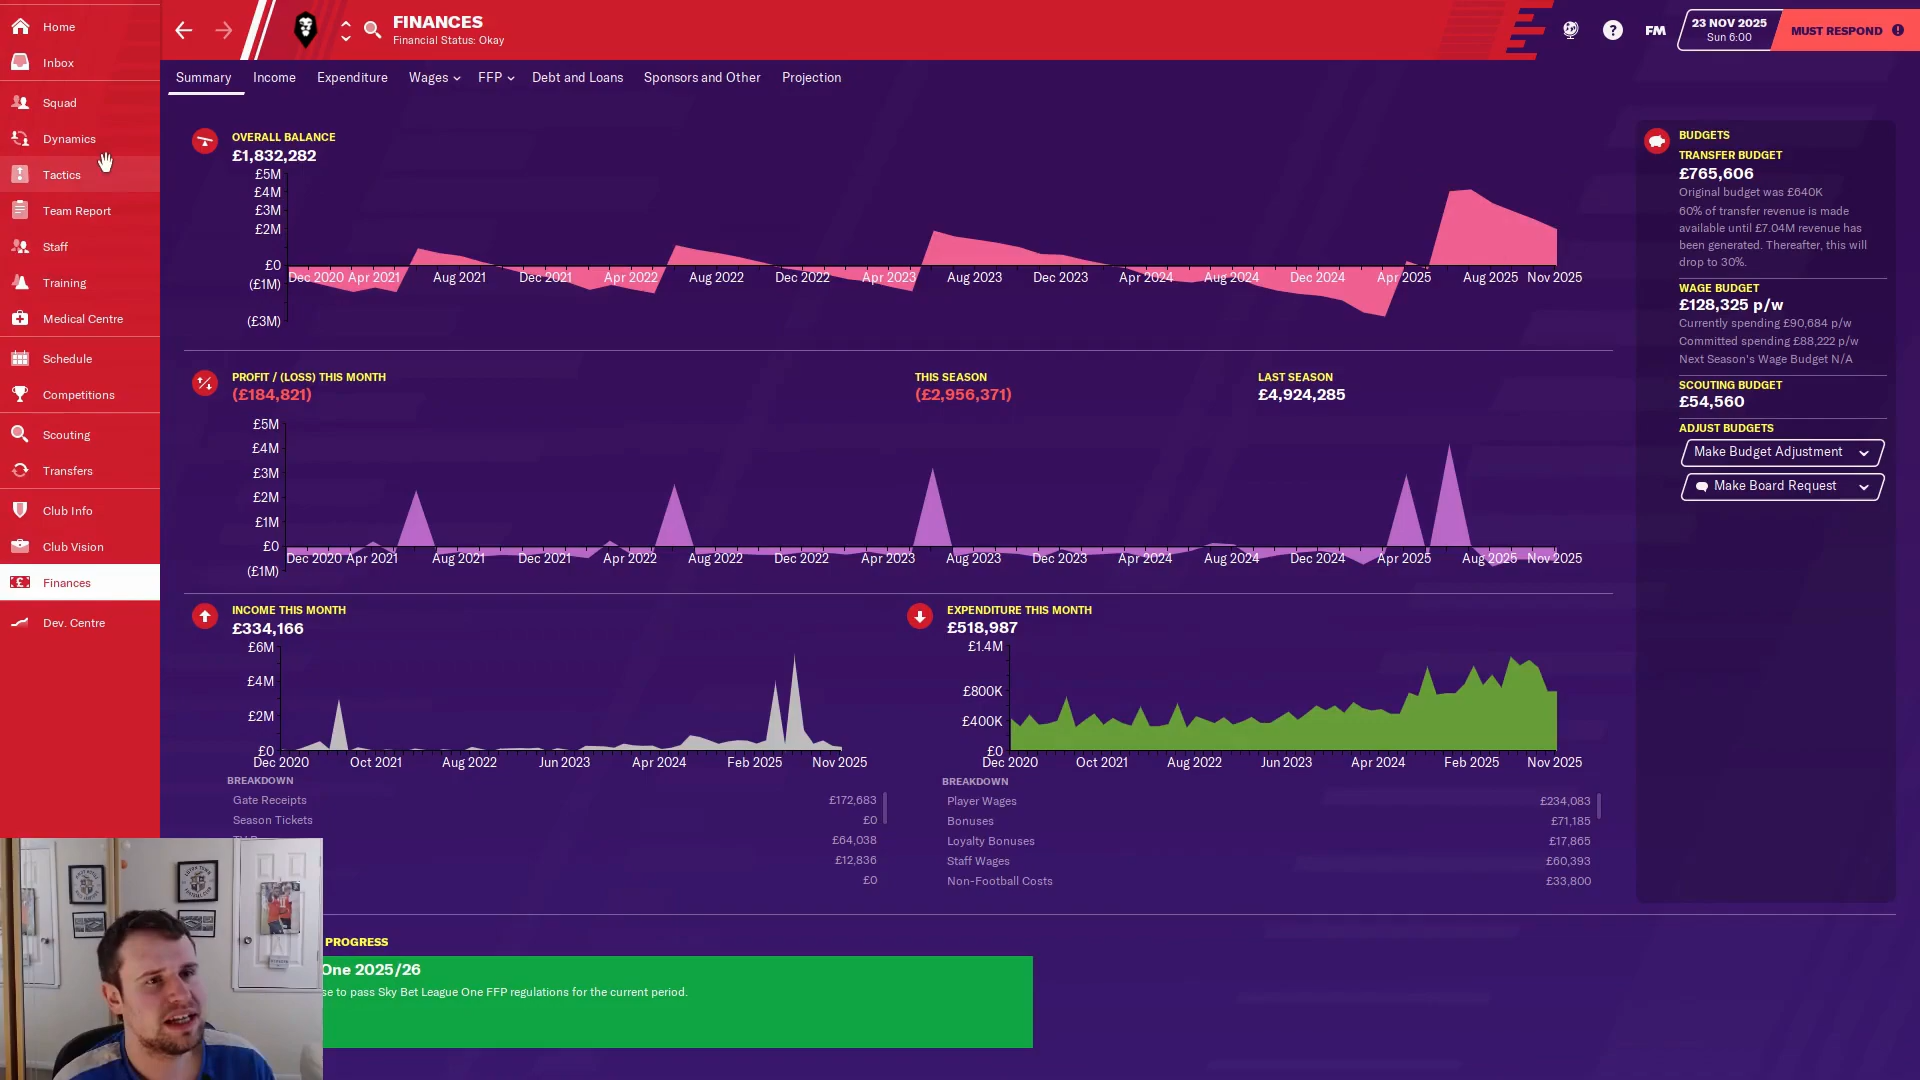 Home
Inbox
Squad
Dynamics
Tactics
Team Report
Staff
Training
Medical Centre
Schedule
Competitions
Scouting
Transfers
Club Info
Club Vision
Finances
Dev. Centre
FINANCES
Financial Status: Okay
FM
23 NOV 2025
Sun 6:00
MUST RESPOND
Summary
Income
Expenditure
Wages
FFP
Debt and Loans
Sponsors and Other
Projection
OVERALL BALANCE
£1,832,282
£5M
£4M
£3M
£2M
£0
(£1M)
(£3M)
Dec 2020 Apr 2021 Aug 2021 Dec 2021 Apr 2022 Aug 2022 Dec 2022 Apr 2023 Aug 2023 Dec 2023 Apr 2024 Aug 2024 Dec 2024 Apr 2025 Aug 2025 Nov 2025
PROFIT / (LOSS) THIS MONTH
(£184,821)
THIS SEASON
(£2,956,371)
LAST SEASON
£4,924,285
£5M
£4M
£3M
£2M
£1M
£0
(£1M)
Dec 2020 Apr 2021 Aug 2021 Dec 2021 Apr 2022 Aug 2022 Dec 2022 Apr 2023 Aug 2023 Dec 2023 Apr 2024 Aug 2024 Dec 2024 Apr 2025 Aug 2025 Nov 2025
INCOME THIS MONTH
£334,166
£6M
£4M
£2M
£0
Dec 2020 Oct 2021 Aug 2022 Jun 2023 Apr 2024 Feb 2025 Nov 2025
BREAKDOWN
Gate Receipts £172,683
Season Tickets £0
£64,038
£12,836
£0
EXPENDITURE THIS MONTH
£518,987
£1.4M
£800K
£400K
£0
Dec 2020 Oct 2021 Aug 2022 Jun 2023 Apr 2024 Feb 2025 Nov 2025
BREAKDOWN
Player Wages £234,083
Bonuses £71,185
Loyalty Bonuses £17,865
Staff Wages £60,393
Non-Football Costs £33,800
PROGRESS
One 2025/26
se to pass Sky Bet League One FFP regulations for the current period.
BUDGETS
TRANSFER BUDGET
£765,606
Original budget was £640K
60% of transfer revenue is made
available until £7.04M revenue has
been generated. Thereafter, this will
drop to 30%.
WAGE BUDGET
£128,325 p/w
Currently spending £90,684 p/w
Committed spending £88,222 p/w
Next Season's Wage Budget N/A
SCOUTING BUDGET
£54,560
ADJUST BUDGETS
Make Budget Adjustment
Make Board Request